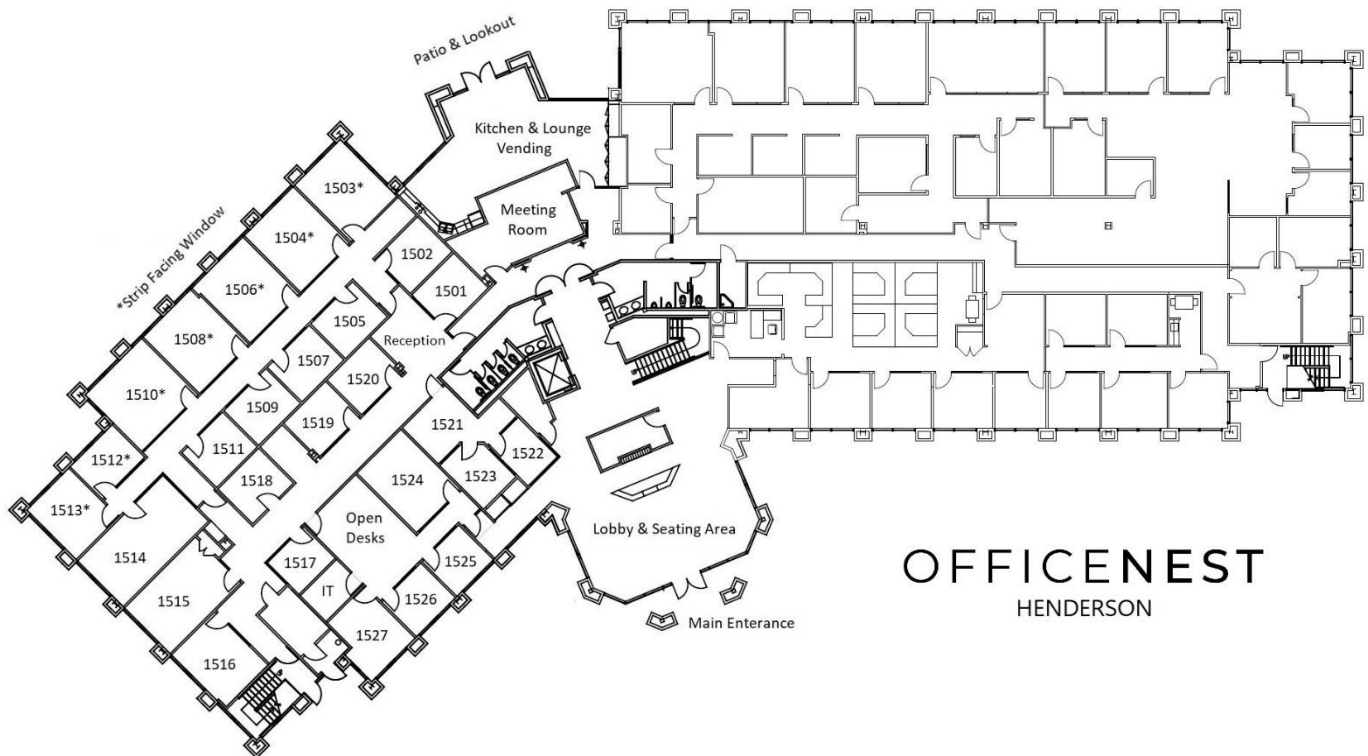 Patio & Lookout
Kitchen & Lounge
Vending
1503*
Meeting
Room
1504*
1502
*Strip Facing Window
1506*
1501
1505
1508*
Reception
1507
1520
1510*
1509
1519
1521
1511
1512*
1522
1518
1524
1523
1513*
Open
Desks
Lobby & Seating Area
1514
1517
1525
1515
IT
1526
1527
1516
Main Enterance
OFFICENEST
HENDERSON